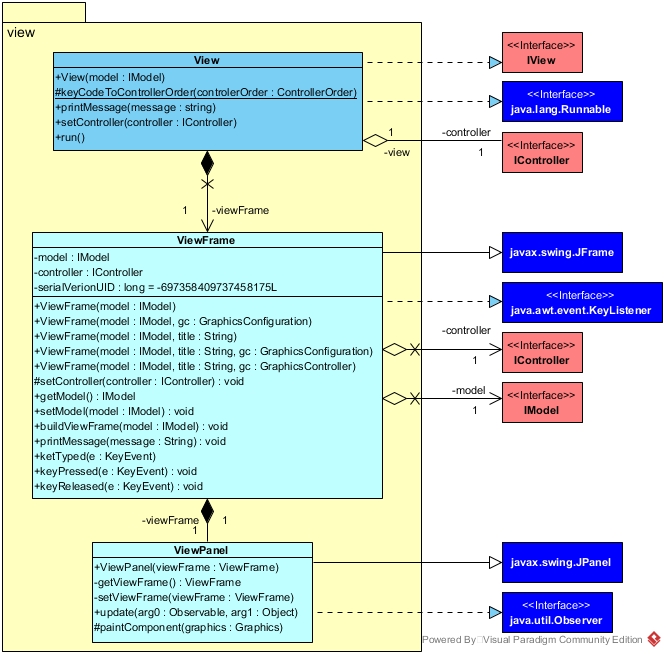 view
View
+View(model : IModel)
#keyCodeToControllerOrder(controlerOrder : ControllerOrder)
+printMessage(message : string)
+setController(controller : IController)
+run()
<<Interface>>
IView
<<Interface>>
java.lang.Runnable
1
-view
-controller
1
<<Interface>>
IController
1
-viewFrame
ViewFrame
-model : IModel
-controller : IController
-serialVerionUID : long = -697358409737458175L
+ViewFrame(model : IModel)
+ViewFrame(model : IModel, gc : GraphicsConfiguration)
+ViewFrame(model : IModel, title : String)
+ViewFrame(model : IModel, title : String, gc : GraphicsConfiguration)
+ViewFrame(model : IModel, title : String, gc : GraphicsController)
#setController(controller : IController) : void
+getModel() : IModel
+setModel(model : IModel) : void
+buildViewFrame(model : IModel) : void
+printMessage(message : String) : void
+ketTyped(e : KeyEvent)
+keyPressed(e : KeyEvent) : void
+keyReleased(e : KeyEvent) : void
javax.swing.JFrame
<<Interface>>
java.awt.event.KeyListener
-controller
1
<<Interface>>
IController
-model
1
<<Interface>>
IModel
-viewFrame
1
1
ViewPanel
+ViewPanel(viewFrame : ViewFrame)
-getViewFrame() : ViewFrame
-setViewFrame(viewFrame : ViewFrame)
+update(arg0 : Observable, arg1 : Object)
#paintComponent(graphics : Graphics)
javax.swing.JPanel
<<Interface>>
java.util.Observer
Powered By Visual Paradigm Community Edition